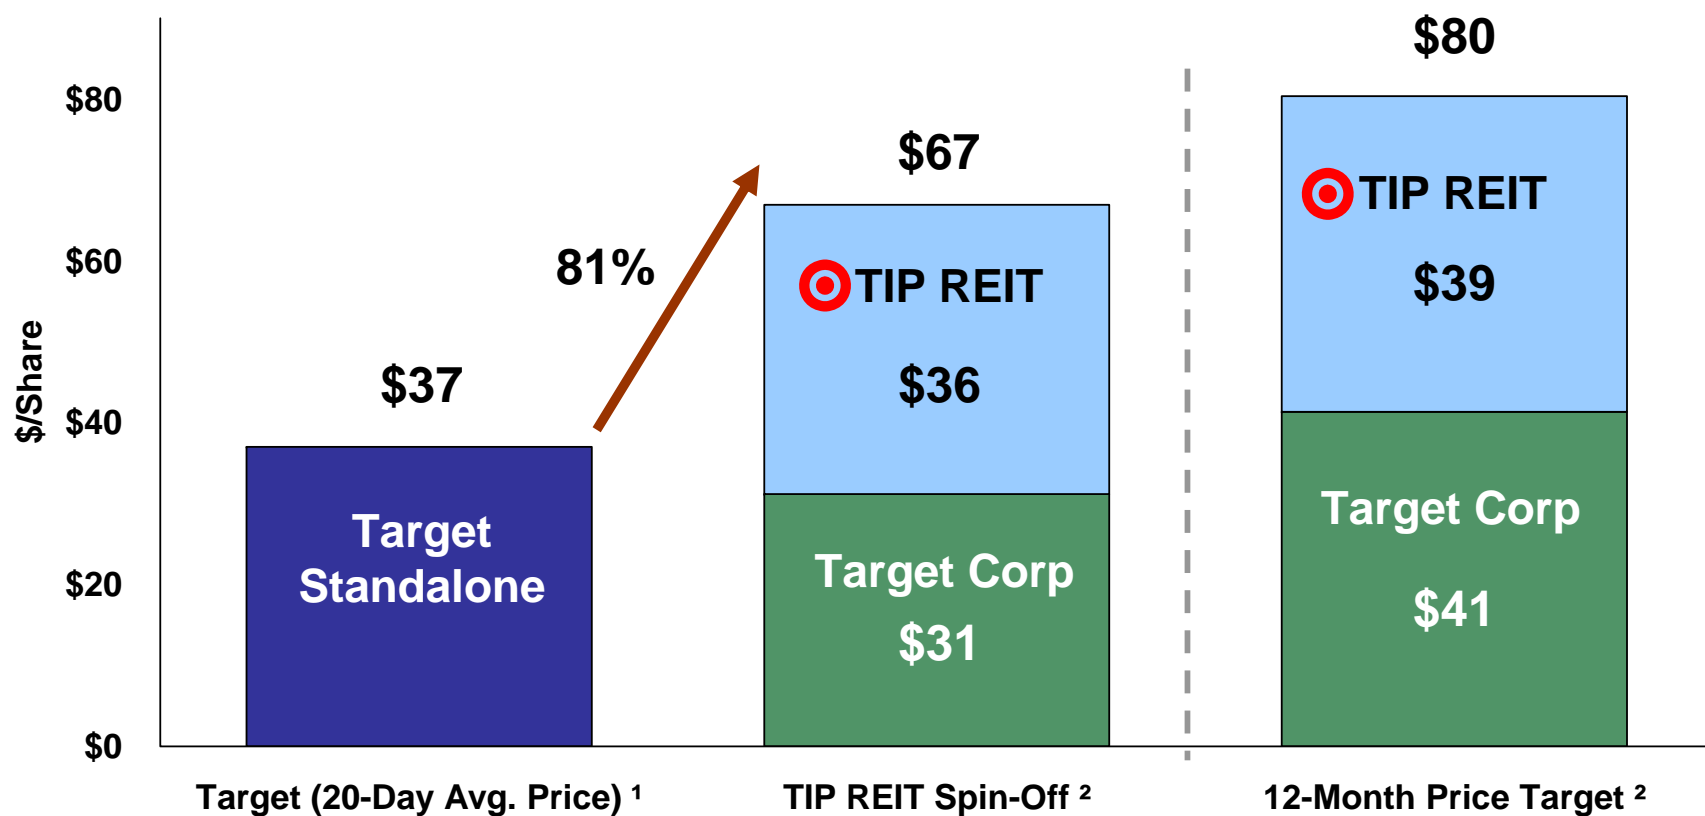 $80
$80
$67
TIP REIT
$39
81%
TIP REIT
$36
$60
$37
$/Share
$40
Target
Standalone
Target Corp
$31
Target Corp
$41
$20
$0
Target (20-Day Avg. Price) ¹
TIP REIT Spin-Off ²
12-Month Price Target ²